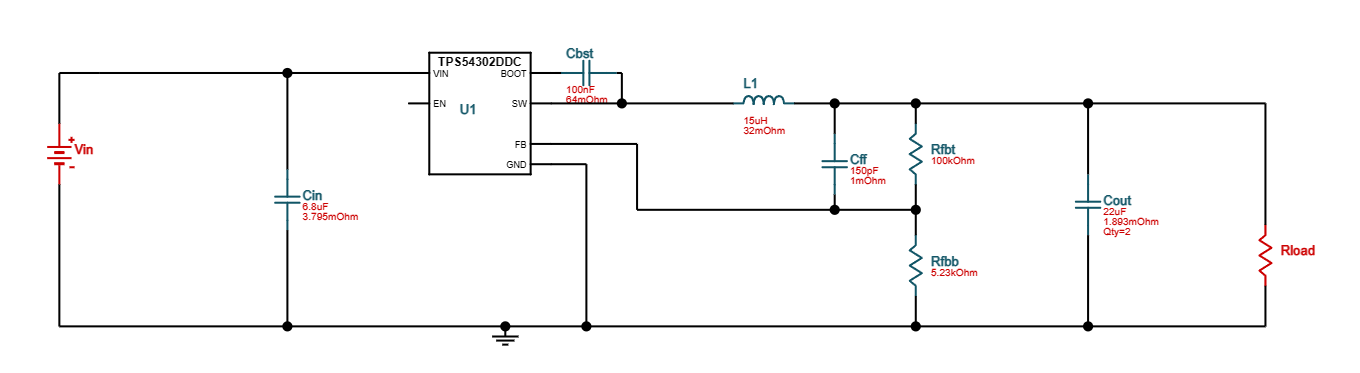 Cbst
TPS54302DDC
VIN
BOOT
100nF
64mOhm
EN
U1
SW
L1
15uH
32mOhm
FB
GND
+
Vin
-
Cff
150pF
1mOhm
Rfbt
100kOhm
Cin
6.8uF
3.795mOhm
Cout
22uF
1.893mOhm
Qty=2
Rfbb
5.23kOhm
Rload